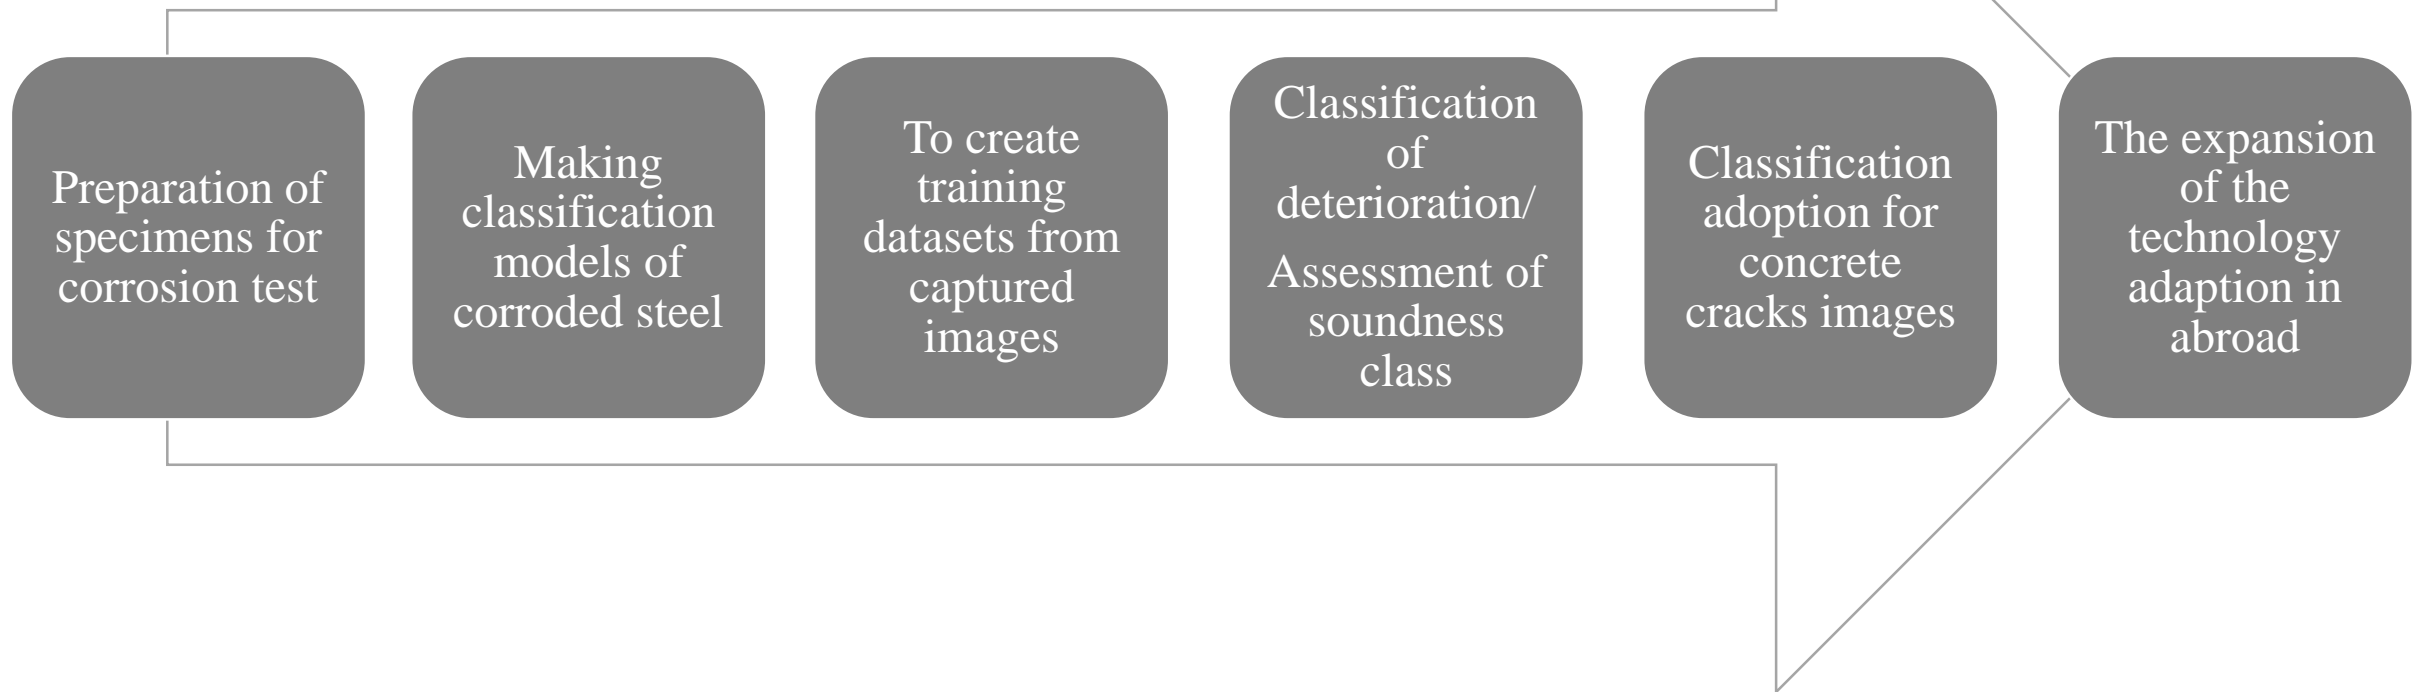 Preparation of
specimens for
corrosion test
Making
classification
models of
corroded steel
To create
training
datasets from
captured
images
Classification
of
deterioration/
Assessment of
soundness
class
Classification
adoption for
concrete
cracks images
The expansion
of the
technology
adaption in
abroad